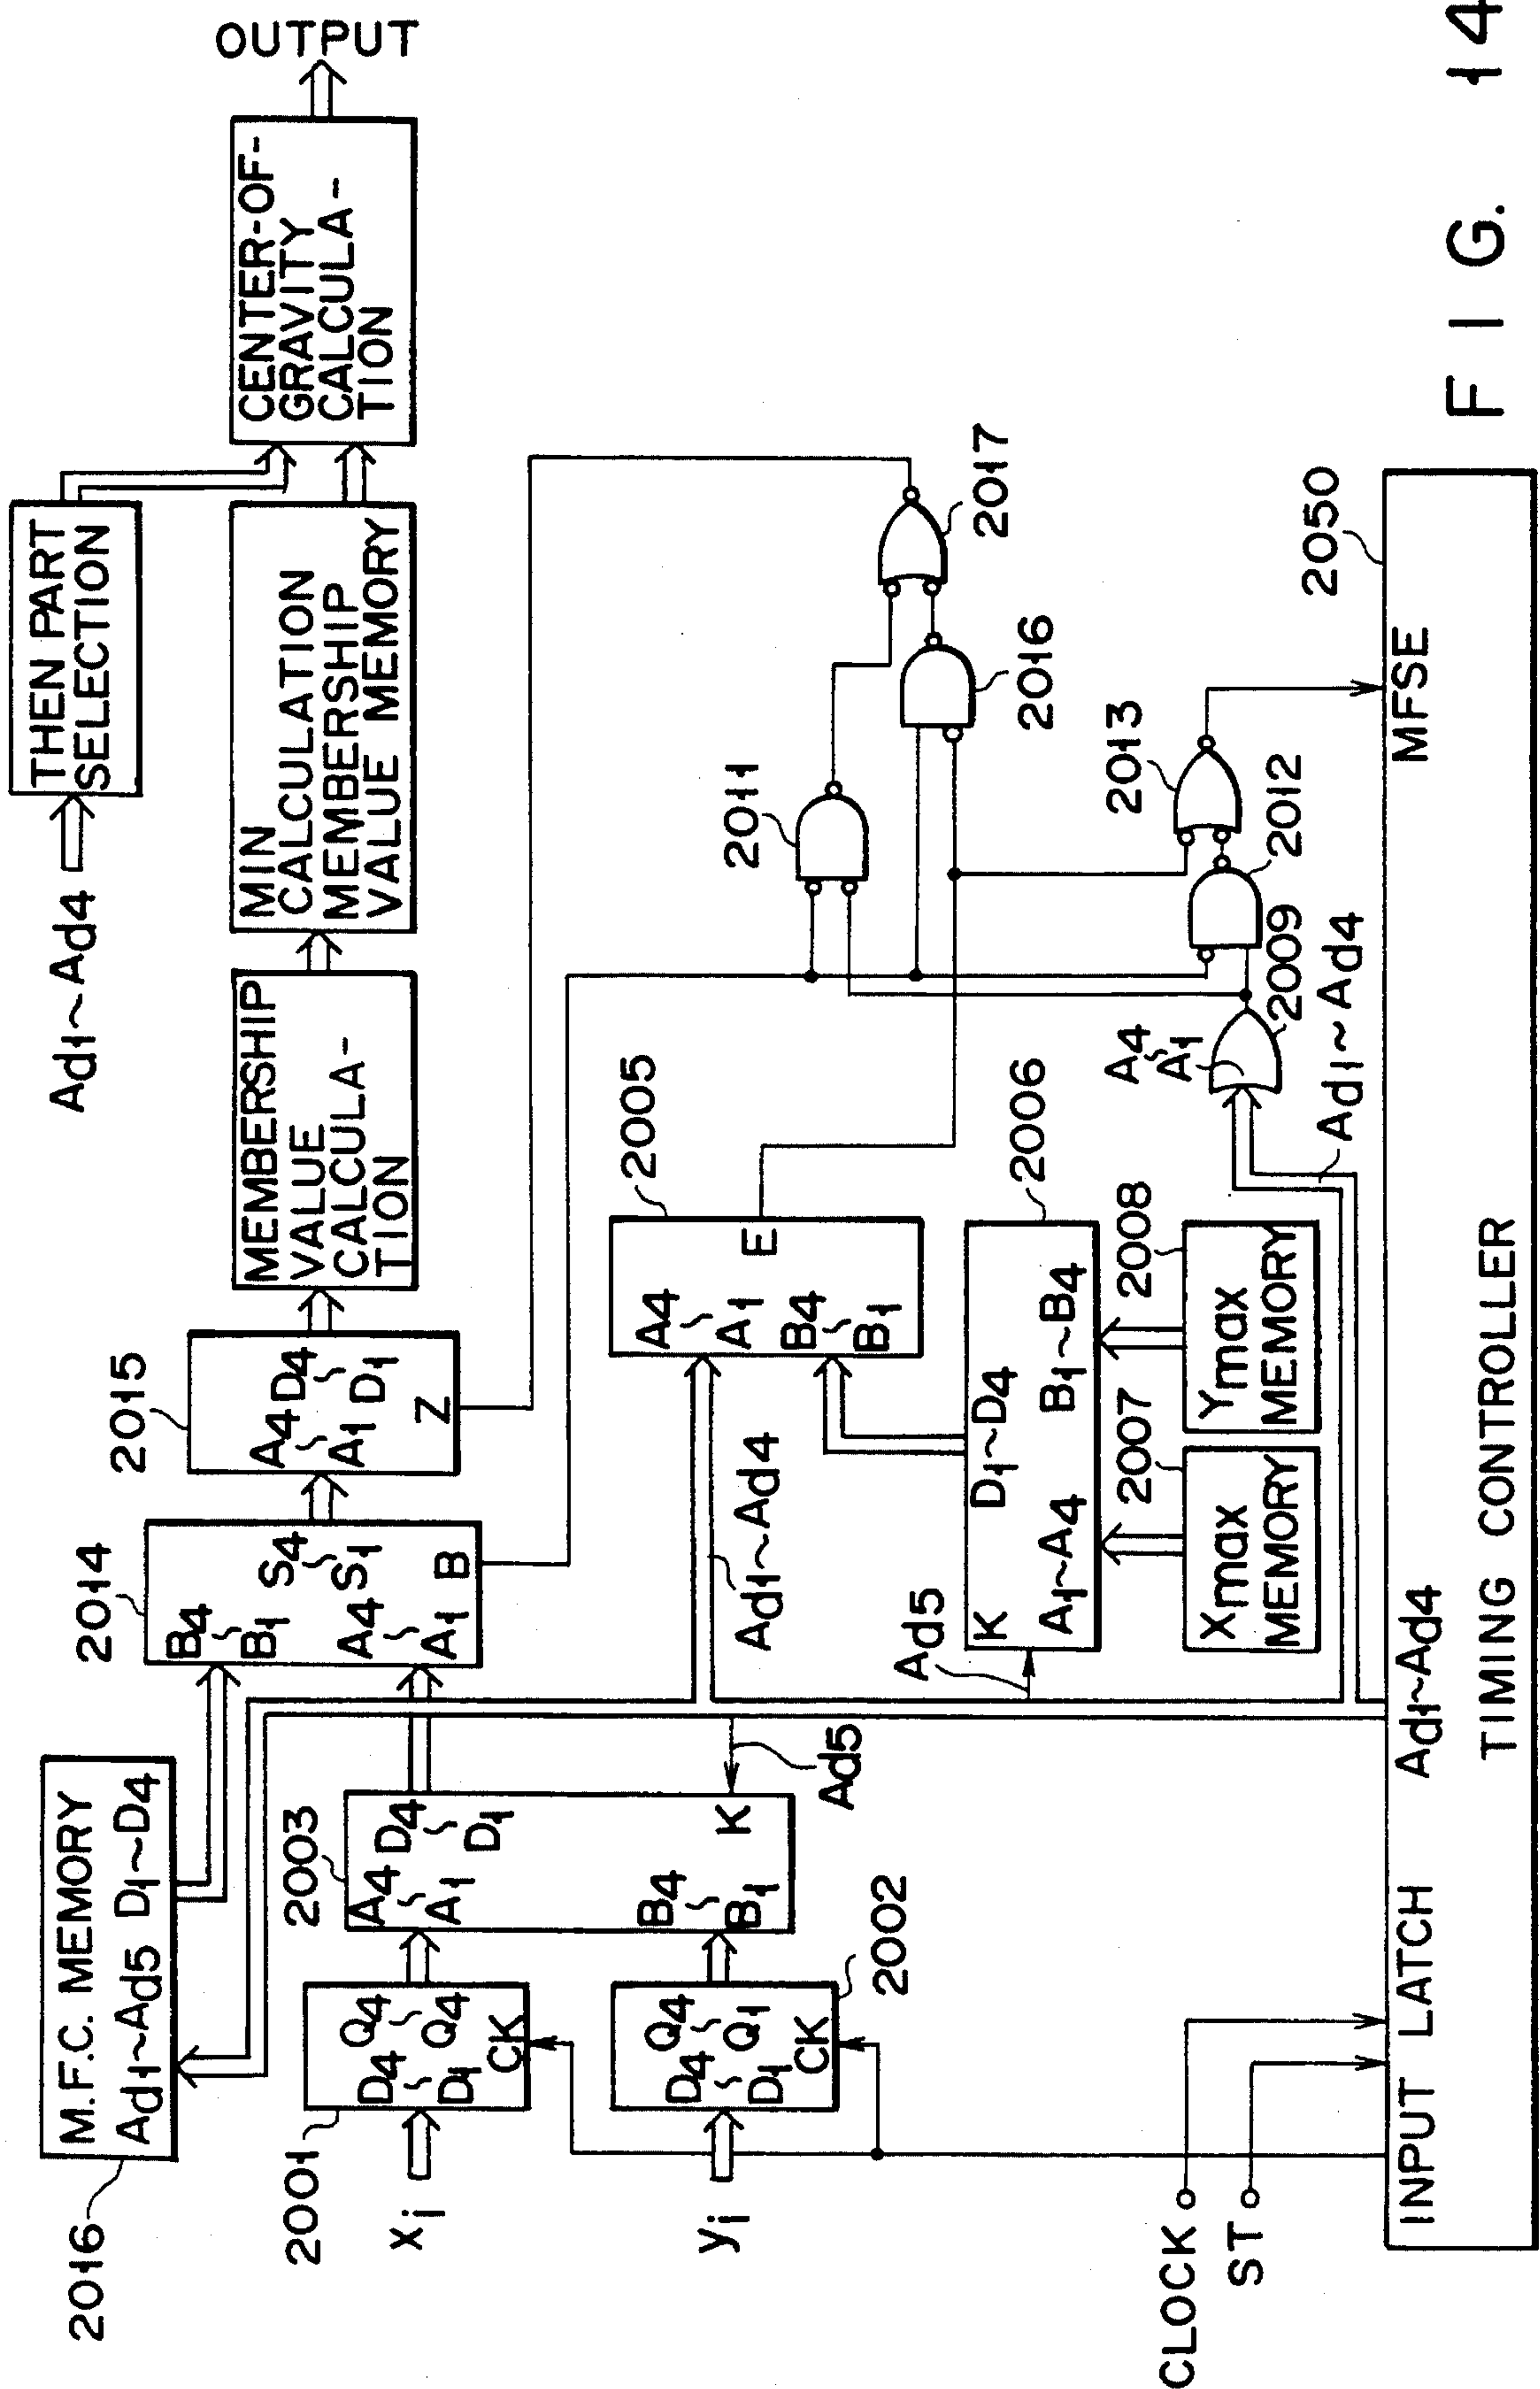 2016
M.F.C. MEMORY
Ad1~Ad5 D1~D4
Ad1~Ad4
THEN PART
SELECTION
2014
B4
~
B1
S4
~
S1
A4
~
A1
B
2015
A4
~
A1
D4
~
D1
Z
MEMBERSHIP
VALUE
CALCULA-
TION
MIN
CALCULATION
MEMBERSHIP
VALUE MEMORY
CENTER-OF-
GRAVITY
CALCULA-
TION
OUTPUT
xi
2001
D4
~
D1
Q4
~
Q4
CK
yi
D4
~
D1
Q4
~
Q1
CK
2002
2003
A4
~
A1
D4
~
D1
B4
~
B1
K
Ad5
Ad1~Ad4
2005
A4
~
A1
B4
~
B1
E
2011
2016
2017
Ad5
K
D1~D4
A1~A4
B1~B4
2006
2007
Xmax
MEMORY
2008
Ymax
MEMORY
A4
~
A1
2009
Ad1~Ad4
2012
2013
CLOCK
ST
INPUT LATCH
Ad1~Ad4
MFSE
2050
TIMING CONTROLLER
FIG. 14